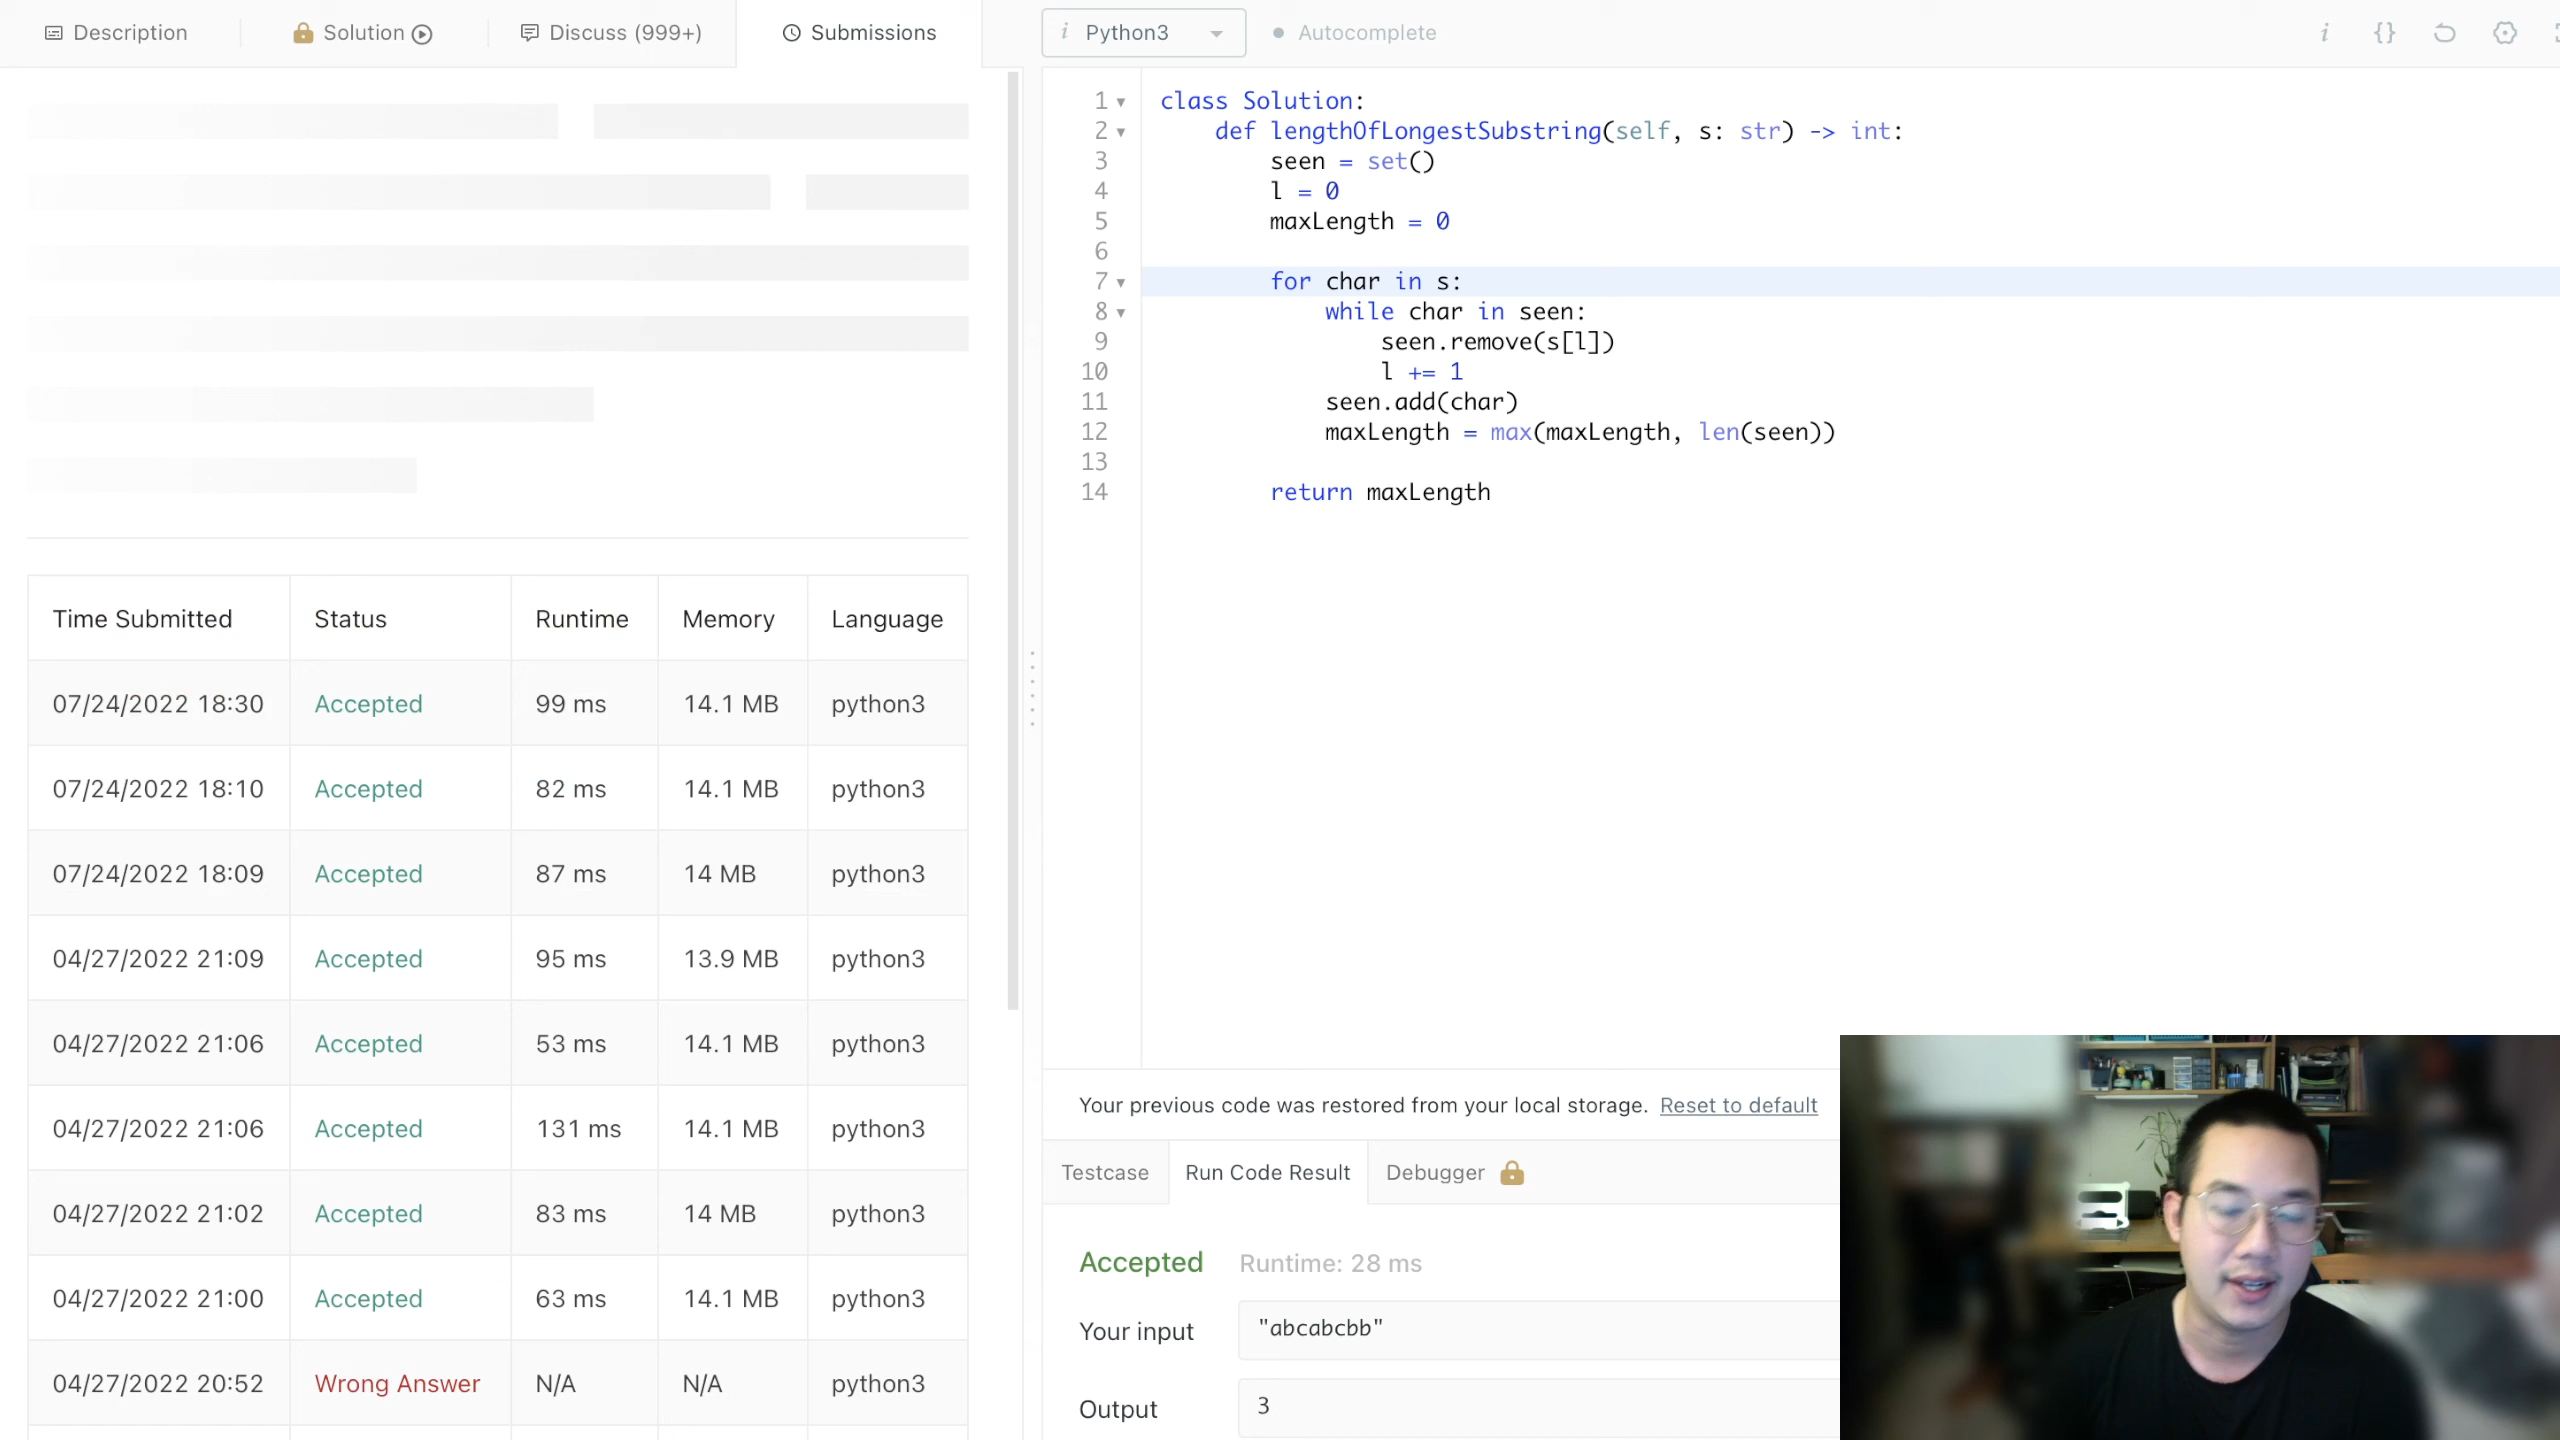 Description
Solution
Discuss (999+)
Submissions
i Python3
Autocomplete
i {}
1 class Solution:
2 def lengthOfLongestSubstring(self, s: str) -> int:
3 seen = set()
4 l = 0
5 maxLength = 0
6
7 for char in s:
8 while char in seen:
9 seen.remove(s[l])
10 l += 1
11 seen.add(char)
12 maxLength = max(maxLength, len(seen))
13
14 return maxLength
Time Submitted Status Runtime Memory Language
07/24/2022 18:30 Accepted 99 ms 14.1 MB python3
07/24/2022 18:10 Accepted 82 ms 14.1 MB python3
07/24/2022 18:09 Accepted 87 ms 14 MB python3
04/27/2022 21:09 Accepted 95 ms 13.9 MB python3
04/27/2022 21:06 Accepted 53 ms 14.1 MB python3
04/27/2022 21:06 Accepted 131 ms 14.1 MB python3
04/27/2022 21:02 Accepted 83 ms 14 MB python3
04/27/2022 21:00 Accepted 63 ms 14.1 MB python3
04/27/2022 20:52 Wrong Answer N/A N/A python3
Your previous code was restored from your local storage. Reset to default
Testcase Run Code Result Debugger
Accepted Runtime: 28 ms
Your input "abcabcbb"
Output 3